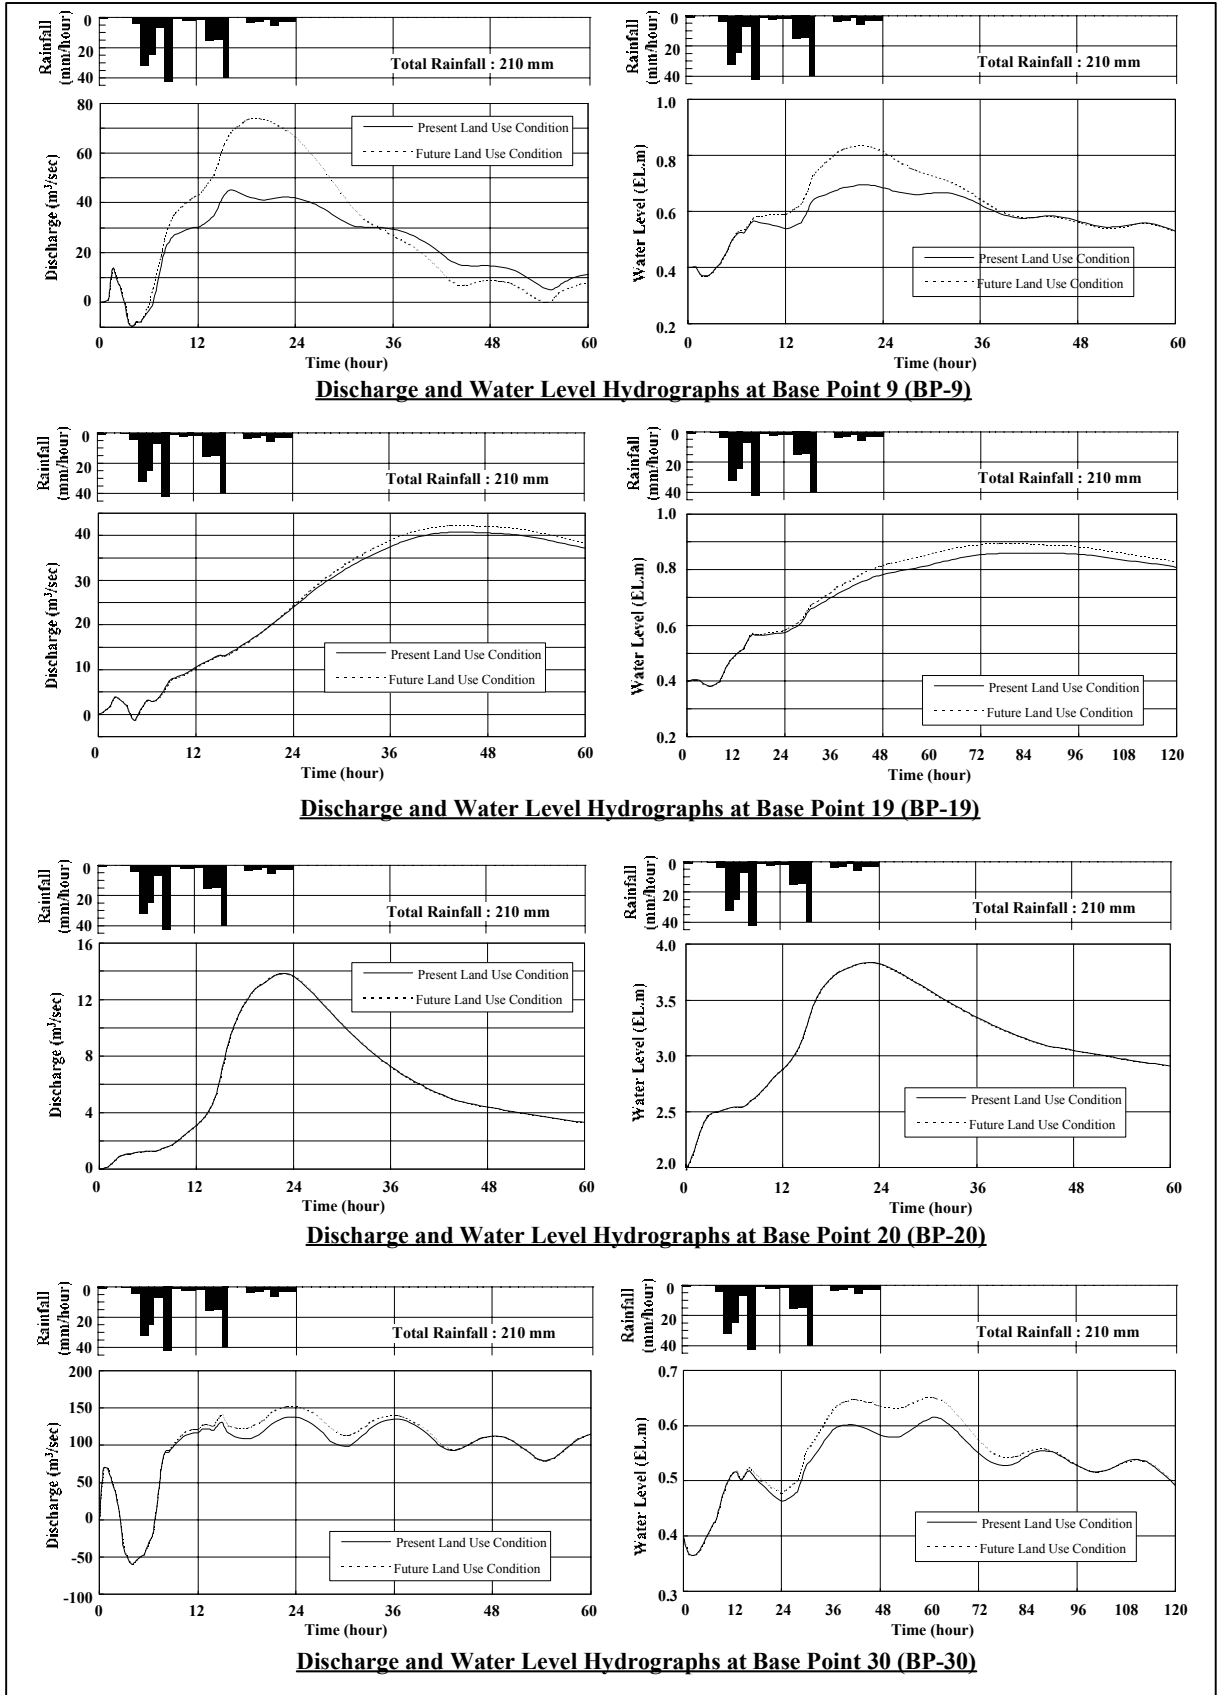 Rainfall (mm/hour)
0
20
40
Total Rainfall : 210 mm
Discharge (m³/sec)
80
60
40
20
0
Present Land Use Condition
Future Land Use Condition
0 12 24 36 48 60
Time (hour)
Rainfall (mm/hour)
0
20
40
Total Rainfall : 210 mm
Water Level (EL.m)
1.0
0.8
0.6
0.4
0.2
Present Land Use Condition
Future Land Use Condition
0 12 24 36 48 60
Time (hour)
Discharge and Water Level Hydrographs at Base Point 9 (BP-9)
Rainfall (mm/hour)
0
20
40
Total Rainfall : 210 mm
Discharge (m³/sec)
40
30
20
10
0
Present Land Use Condition
Future Land Use Condition
0 12 24 36 48 60
Time (hour)
Rainfall (mm/hour)
0
20
40
Total Rainfall : 210 mm
Water Level (EL.m)
1.0
0.8
0.6
0.4
0.2
Present Land Use Condition
Future Land Use Condition
0 12 24 36 48 60 72 84 96 108 120
Time (hour)
Discharge and Water Level Hydrographs at Base Point 19 (BP-19)
Rainfall (mm/hour)
0
20
40
Total Rainfall : 210 mm
Discharge (m³/sec)
16
12
8
4
0
Present Land Use Condition
Future Land Use Condition
0 12 24 36 48 60
Time (hour)
Rainfall (mm/hour)
0
20
40
Total Rainfall : 210 mm
Water Level (EL.m)
4.0
3.5
3.0
2.5
2.0
Present Land Use Condition
Future Land Use Condition
0 12 24 36 48 60
Time (hour)
Discharge and Water Level Hydrographs at Base Point 20 (BP-20)
Rainfall (mm/hour)
0
20
40
Total Rainfall : 210 mm
Discharge (m³/sec)
200
150
100
50
0
-50
-100
Present Land Use Condition
Future Land Use Condition
0 12 24 36 48 60
Time (hour)
Rainfall (mm/hour)
0
20
40
Total Rainfall : 210 mm
Water Level (EL.m)
0.7
0.6
0.5
0.4
0.3
Present Land Use Condition
Future Land Use Condition
0 12 24 36 48 60 72 84 96 108 120
Time (hour)
Discharge and Water Level Hydrographs at Base Point 30 (BP-30)